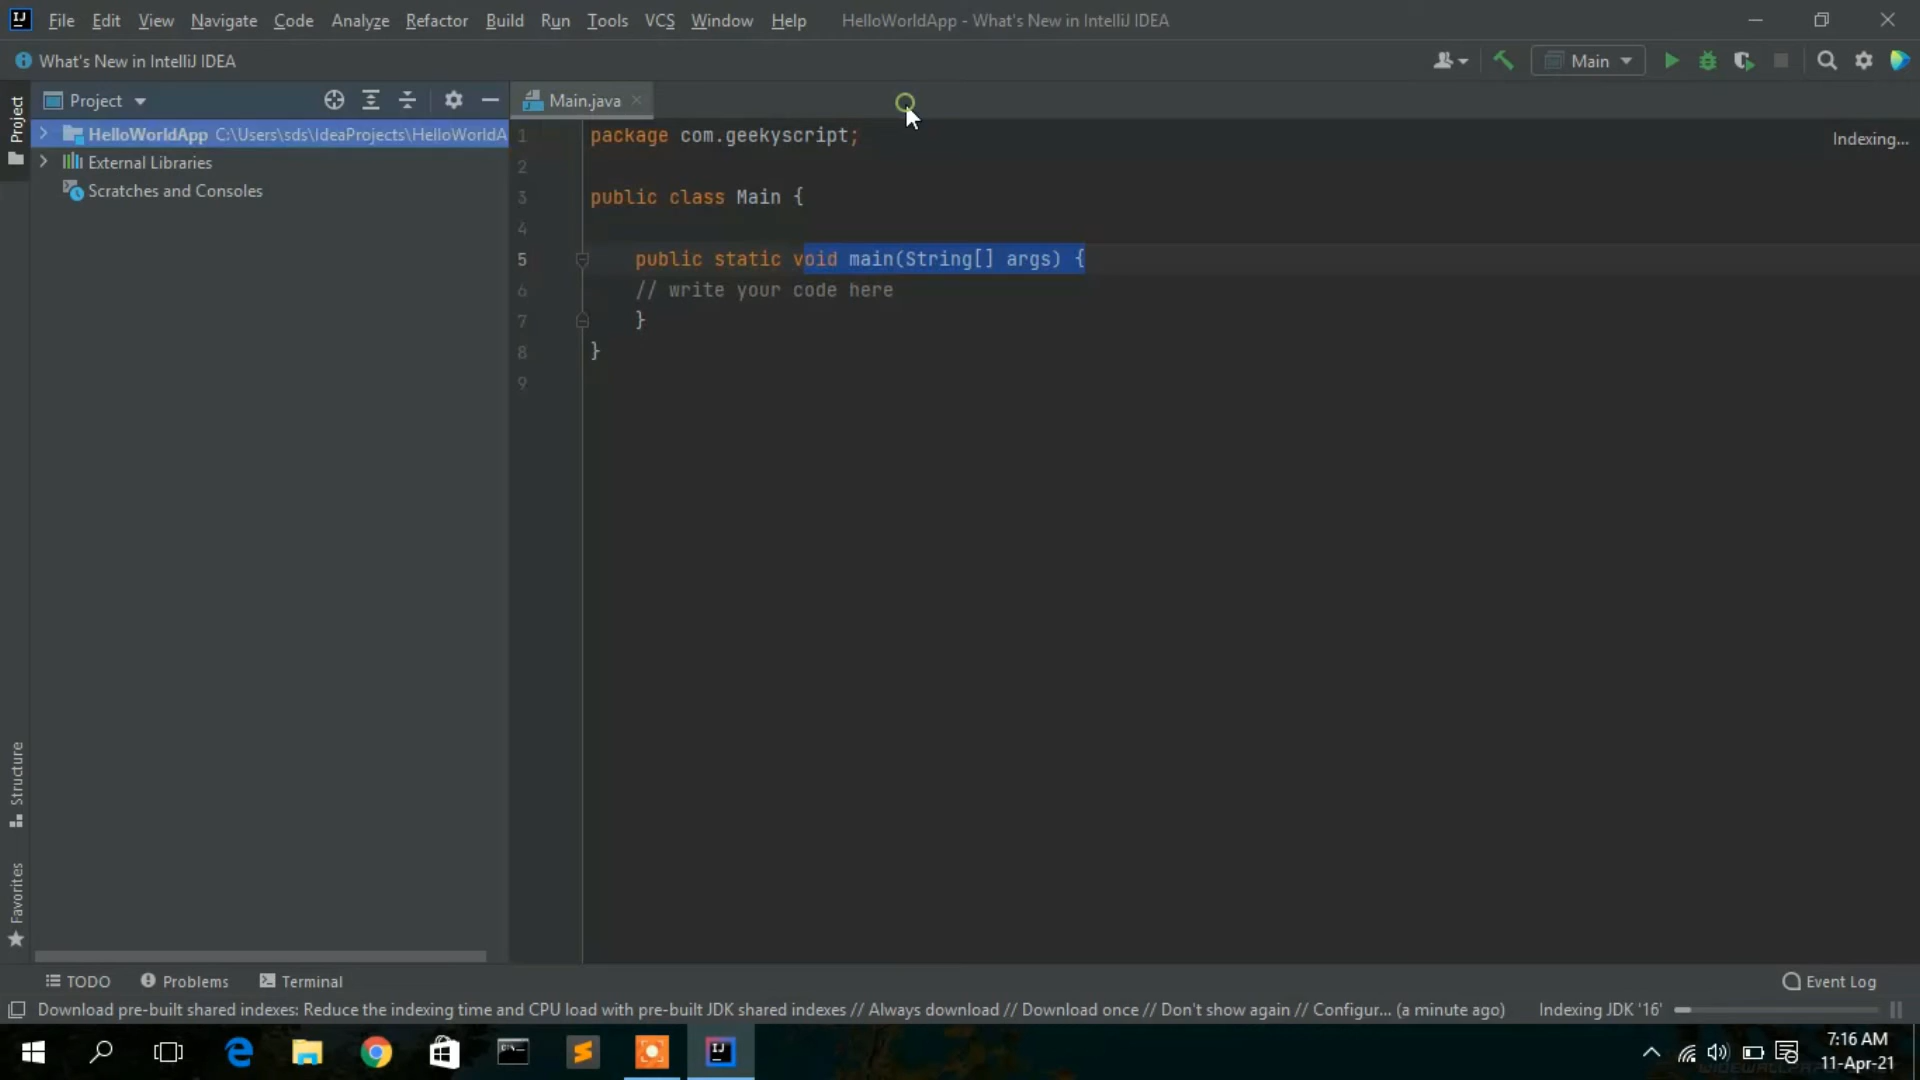 File Edit View Navigate Code Analyze Refactor Build Run Tools VCS Window Help HelloWorldApp - What's New in IntelliJ IDEA
What's New in IntelliJ IDEA
Main
Project
Project
Main.java
HelloWorldApp C:\Users\sds\IdeaProjects\HelloWorldA
External Libraries
Scratches and Consoles
Indexing...
1 package com.geekyscript;
2
3 public class Main {
4
5 public static void main(String[] args) {
6 // write your code here
7 }
8 }
9
Structure
Favorites
TODO Problems Terminal Event Log
Download pre-built shared indexes: Reduce the indexing time and CPU load with pre-built JDK shared indexes // Always download // Download once // Don't show again // Configur... (a minute ago) Indexing JDK '16'
7:16 AM
11-Apr-21